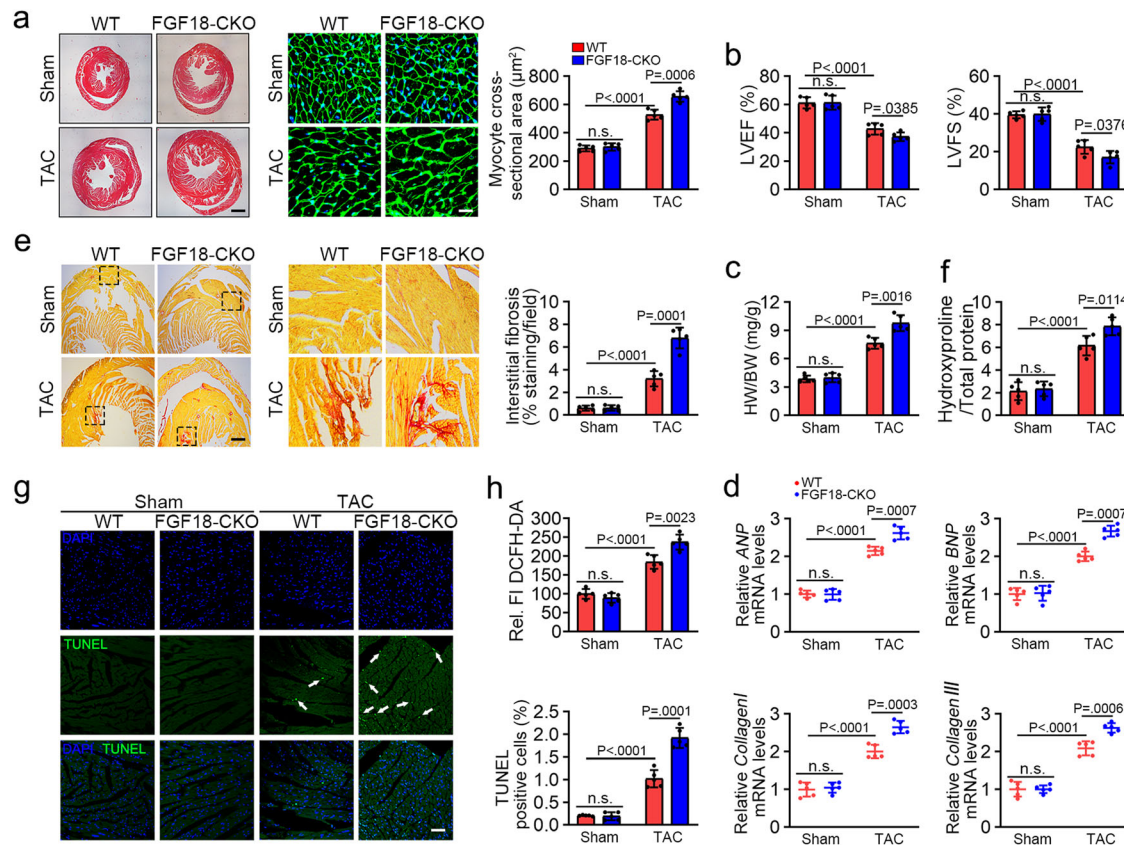 a
WT FGF18-CKO
Sham
TAC
WT FGF18-CKO
Sham
TAC
WT
FGF18-CKO
Myocyte cross-
sectional area (µm²)
800
600
400
200
0
n.s.
P<.0001
P=.0006
Sham TAC
b
LVEF (%)
80
60
40
20
0
P<.0001
n.s.
P=.0385
Sham TAC
LVFS (%)
60
40
20
0
P<.0001
n.s.
P=.0376
Sham TAC
e
WT FGF18-CKO
Sham
TAC
WT FGF18-CKO
Sham
TAC
Interstitial fibrosis
(% staining/field)
10
8
6
4
2
0
n.s.
P<.0001
P=.0001
Sham TAC
c
HW/BW (mg/g)
12
9
6
3
0
n.s.
P<.0001
P=.0016
Sham TAC
f
Hydroxyproline
/Total protein
10
8
6
4
2
0
n.s.
P<.0001
P=.0114
Sham TAC
g
Sham TAC
WT FGF18-CKO WT FGF18-CKO
DAPI
TUNEL
DAPI TUNEL
h
Rel. FI DCFH-DA
300
250
200
150
100
50
0
n.s.
P<.0001
P=.0023
Sham TAC
TUNEL
positive cells (%)
2.5
2.0
1.5
1.0
0.5
0.0
n.s.
P<.0001
P=.0001
Sham TAC
d
WT
FGF18-CKO
Relative ANP
mRNA levels
3
2
1
0
n.s.
P<.0001
P=.0007
Sham TAC
Relative BNP
mRNA levels
3
2
1
0
n.s.
P<.0001
P=.0007
Sham TAC
Relative CollagenI
mRNA levels
3
2
1
0
n.s.
P<.0001
P=.0003
Sham TAC
Relative Collagen III
mRNA levels
3
2
1
0
n.s.
P<.0001
P=.0006
Sham TAC